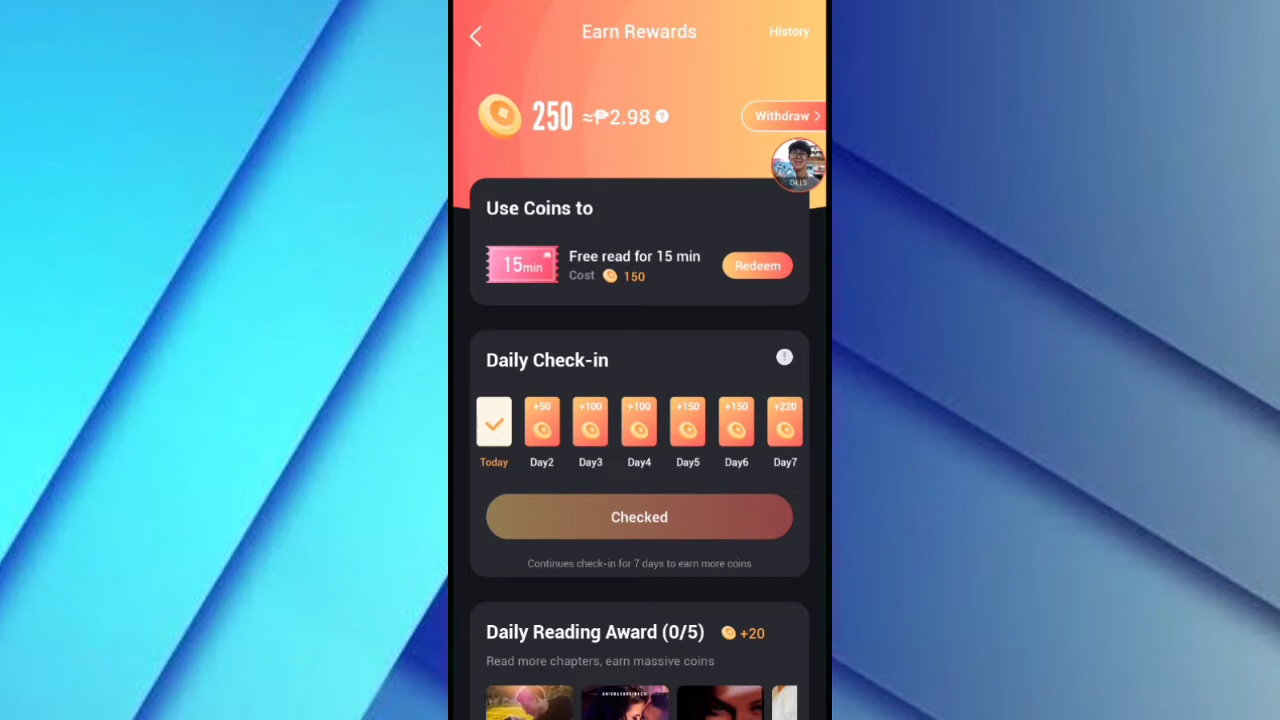 Earn Rewards
History
250 ≈₱2.98 ?
Withdraw >
Use Coins to
15min
Free read for 15 min
Redeem
Cost 150
Daily Check-in
!
+50 +100 +100 +150 +150 +220
Today Day2 Day3 Day4 Day5 Day6 Day7
Checked
Continues check-in for 7 days to earn more coins
Daily Reading Award (0/5) +20
Read more chapters, earn massive coins